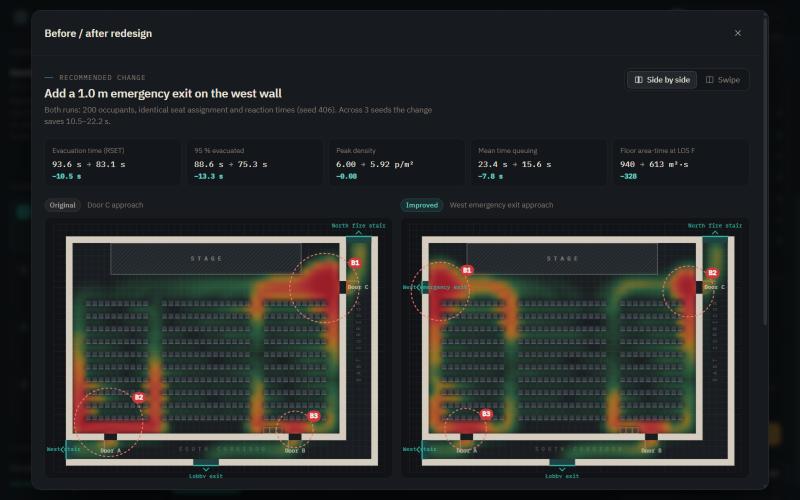 Before / after redesign
RECOMMENDED CHANGE
Add a 1.0 m emergency exit on the west wall
Both runs: 200 occupants, identical seat assignment and reaction times (seed 406). Across 3 seeds the change
saves 10.5–22.2 s.
Side by side
Swipe
Evacuation time (RSET)
93.6 s → 83.1 s
−10.5 s
95 % evacuated
88.6 s → 75.3 s
−13.3 s
Peak density
6.00 → 5.92 p/m²
−0.08
Mean time queuing
23.4 s → 15.6 s
−7.8 s
Floor area-time at LOS F
940 → 613 m²·s
−328
Original
Door C approach
Improved
West emergency exit approach
North fire stair
STAGE
B1
Door C
EAST CORRIDOR
B2
B3
West stair
Door A
SOUTH CORRIDOR
Door B
Lobby exit
North fire stair
STAGE
B1
B2
West emergency exit
Door C
EAST CORRIDOR
B3
West stair
Door A
SOUTH CORRIDOR
Door B
Lobby exit